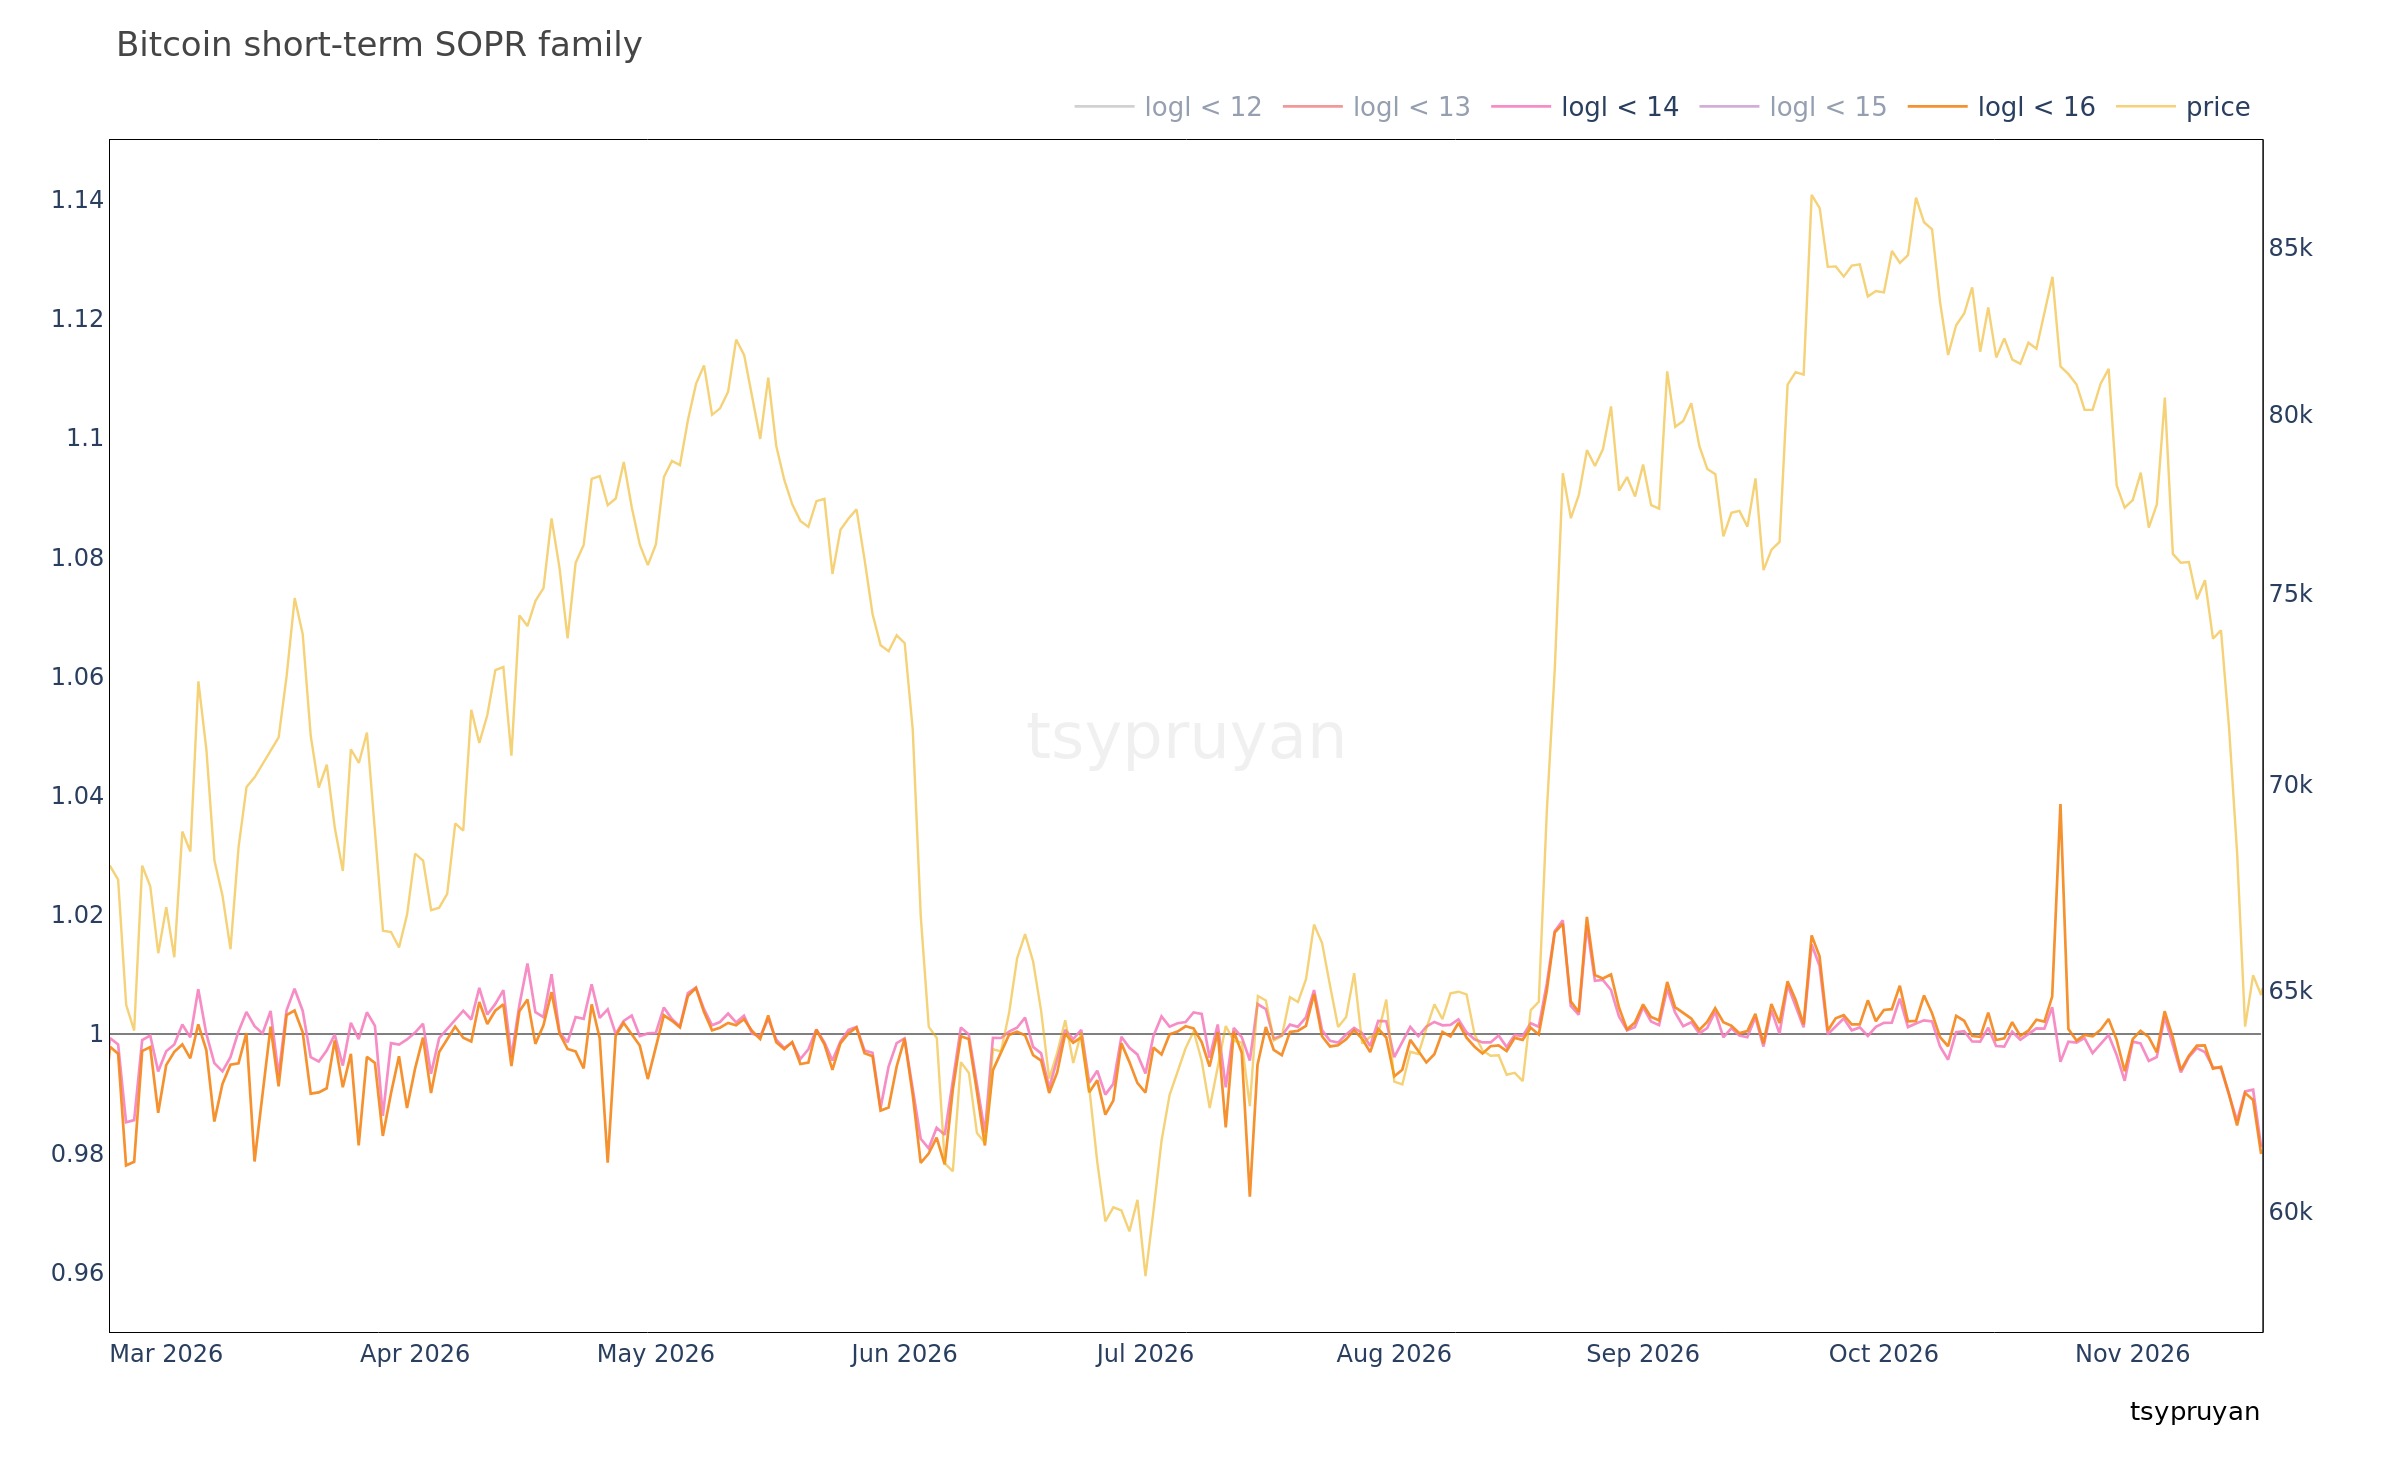 Bitcoin short-term SOPR family
logl < 12 logl < 13 logl < 14 logl < 15 logl < 16 price
1.14
1.12
1.1
1.08
1.06
1.04
1.02
1
0.98
0.96
85k
80k
75k
70k
65k
60k
tsypruyan
Mar 2026 Apr 2026 May 2026 Jun 2026 Jul 2026 Aug 2026 Sep 2026 Oct 2026 Nov 2026
tsypruyan